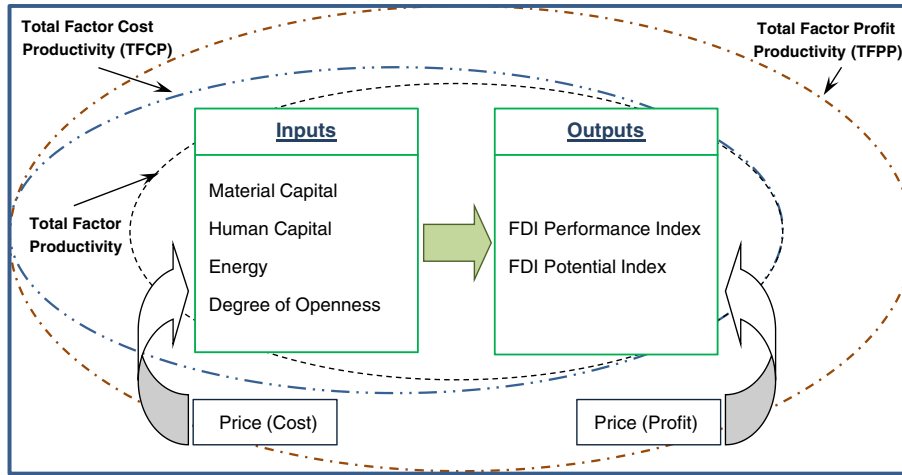 Total Factor Cost
Productivity (TFCP)
Total Factor Profit
Productivity (TFPP)
Inputs
Outputs
Material Capital
Human Capital
Energy
Degree of Openness
Total Factor
Productivity
FDI Performance Index
FDI Potential Index
Price (Cost)
Price (Profit)